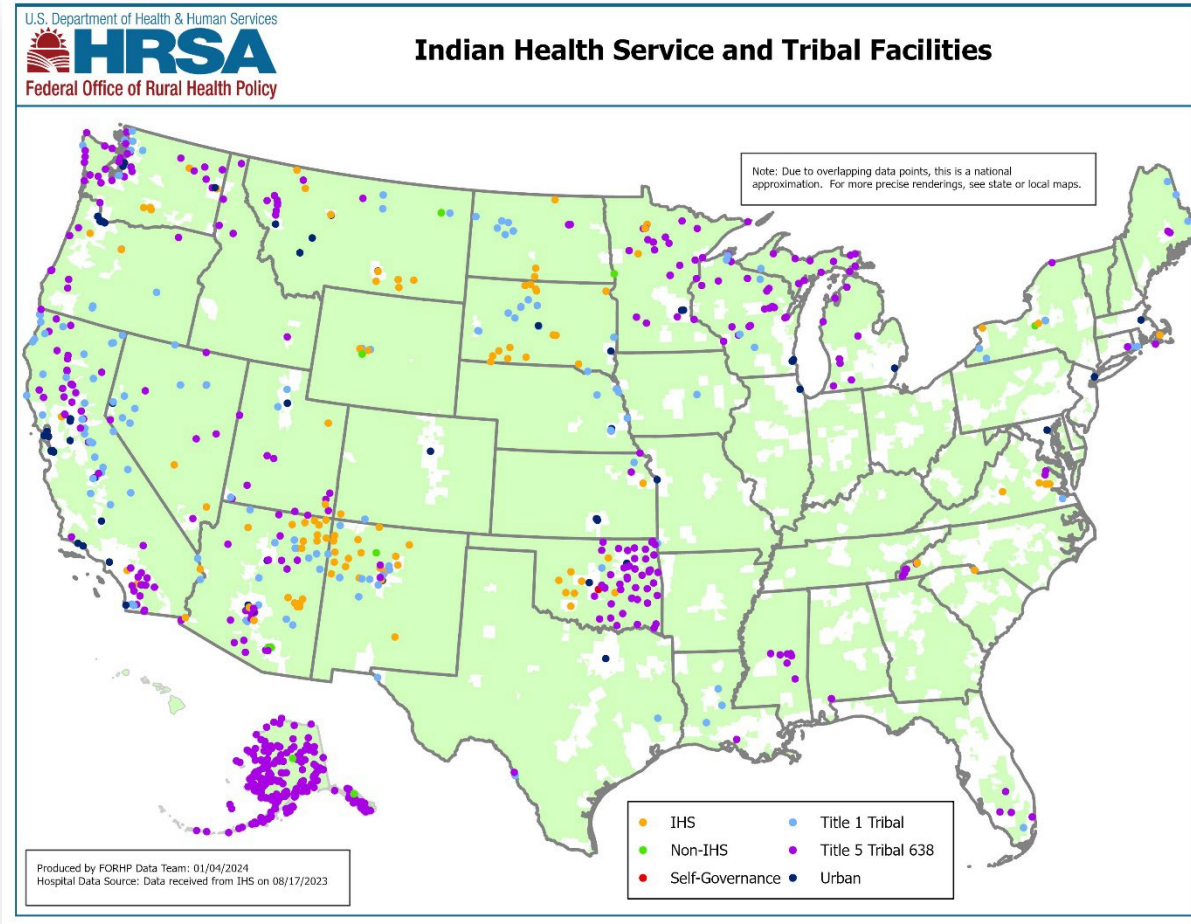 U.S. Department of Health & Human Services
HRSA
Federal Office of Rural Health Policy
Indian Health Service and Tribal Facilities
Note: Due to overlapping data points, this is a national
approximation. For more precise renderings, see state or local maps.
IHS
Non-IHS
Self-Governance
Title 1 Tribal
Title 5 Tribal 638
Urban
Produced by FORHP Data Team: 01/04/2024
Hospital Data Source: Data received from IHS on 08/17/2023